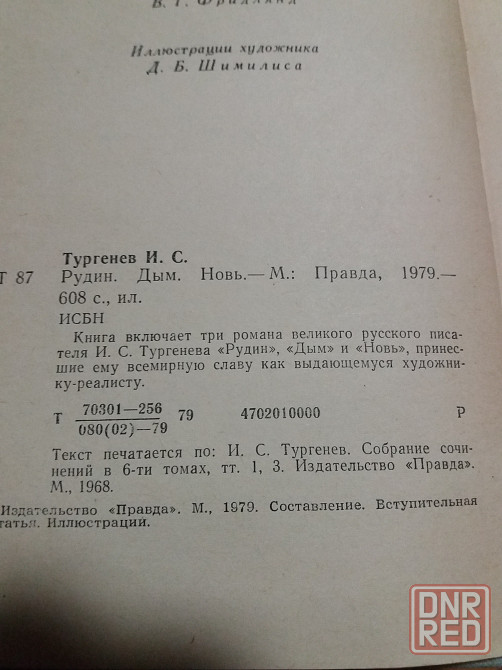 В. Г. Фридлянд
Иллюстрации художника
Д. Б. Шимилиса
Тургенев И. С.
Т 87 Рудин. Дым. Новь.— М.: Правда, 1979.—
608 с., ил.
ИСБН
Книга включает три романа великого русского писа-
теля И. С. Тургенева «Рудин», «Дым» и «Новь», принес-
шие ему всемирную славу как выдающемуся художни-
ку-реалисту.
Т 70301—256 / 080(02)—79 79 4702010000 Р
Текст печатается по: И. С. Тургенев. Собрание сочи-
нений в 6-ти томах, тт. 1, 3. Издательство «Правда».
М., 1968.
Издательство «Правда». М., 1979. Составление. Вступительная
статья. Иллюстрации.
DNR
RED